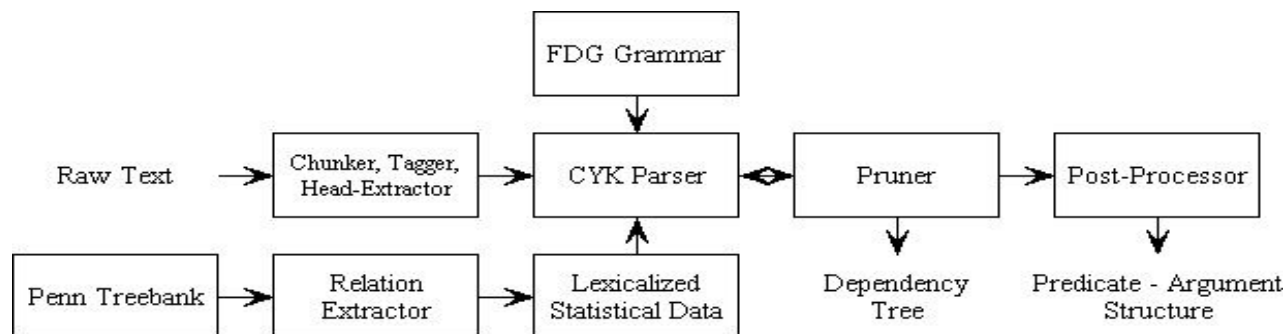 FDG Grammar
Raw Text
Chunker, Tagger,
Head-Extractor
CYK Parser
Pruner
Post-Processor
Penn Treebank
Relation
Extractor
Lexicalized
Statistical Data
Dependency
Tree
Predicate - Argument
Structure